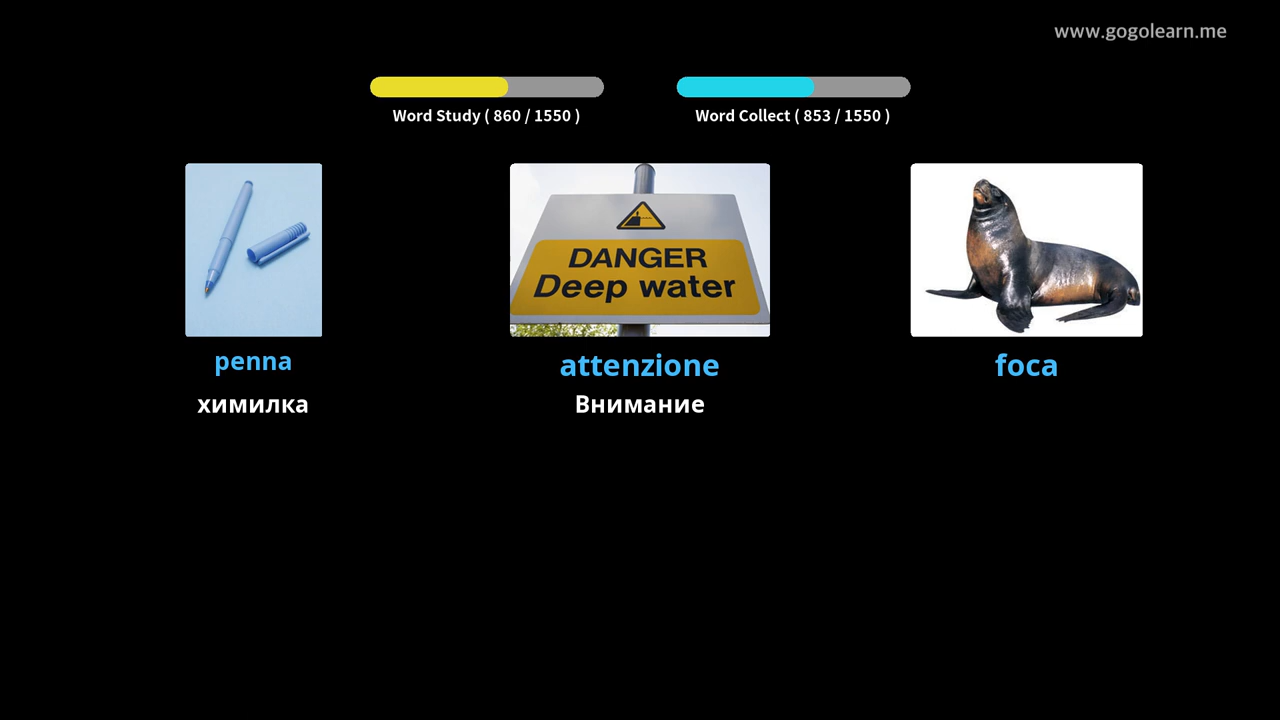 www.gogolearn.me
Word Study ( 860 / 1550 )
Word Collect ( 853 / 1550 )
DANGER
Deep water
penna
attenzione
foca
химилка
Внимание